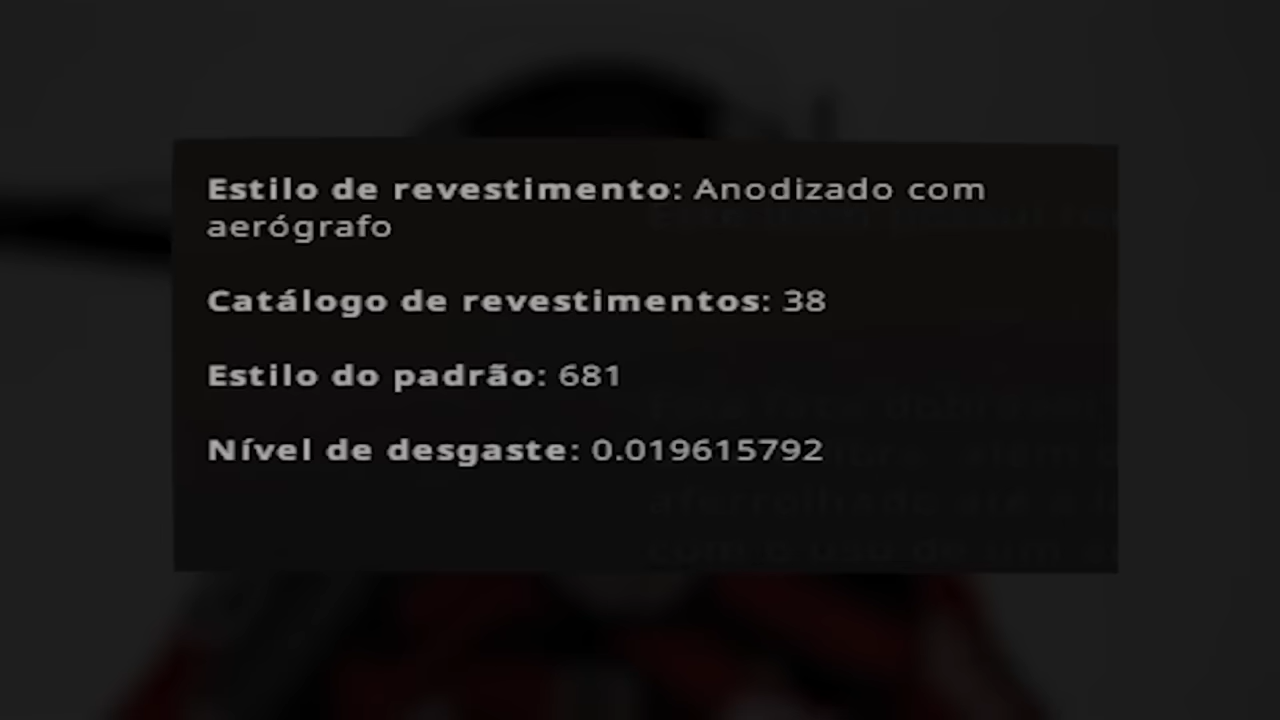 Estilo de revestimento: Anodizado com
aerógrafo
Catálogo de revestimentos: 38
Estilo do padrão: 681
Nível de desgaste: 0.019615792